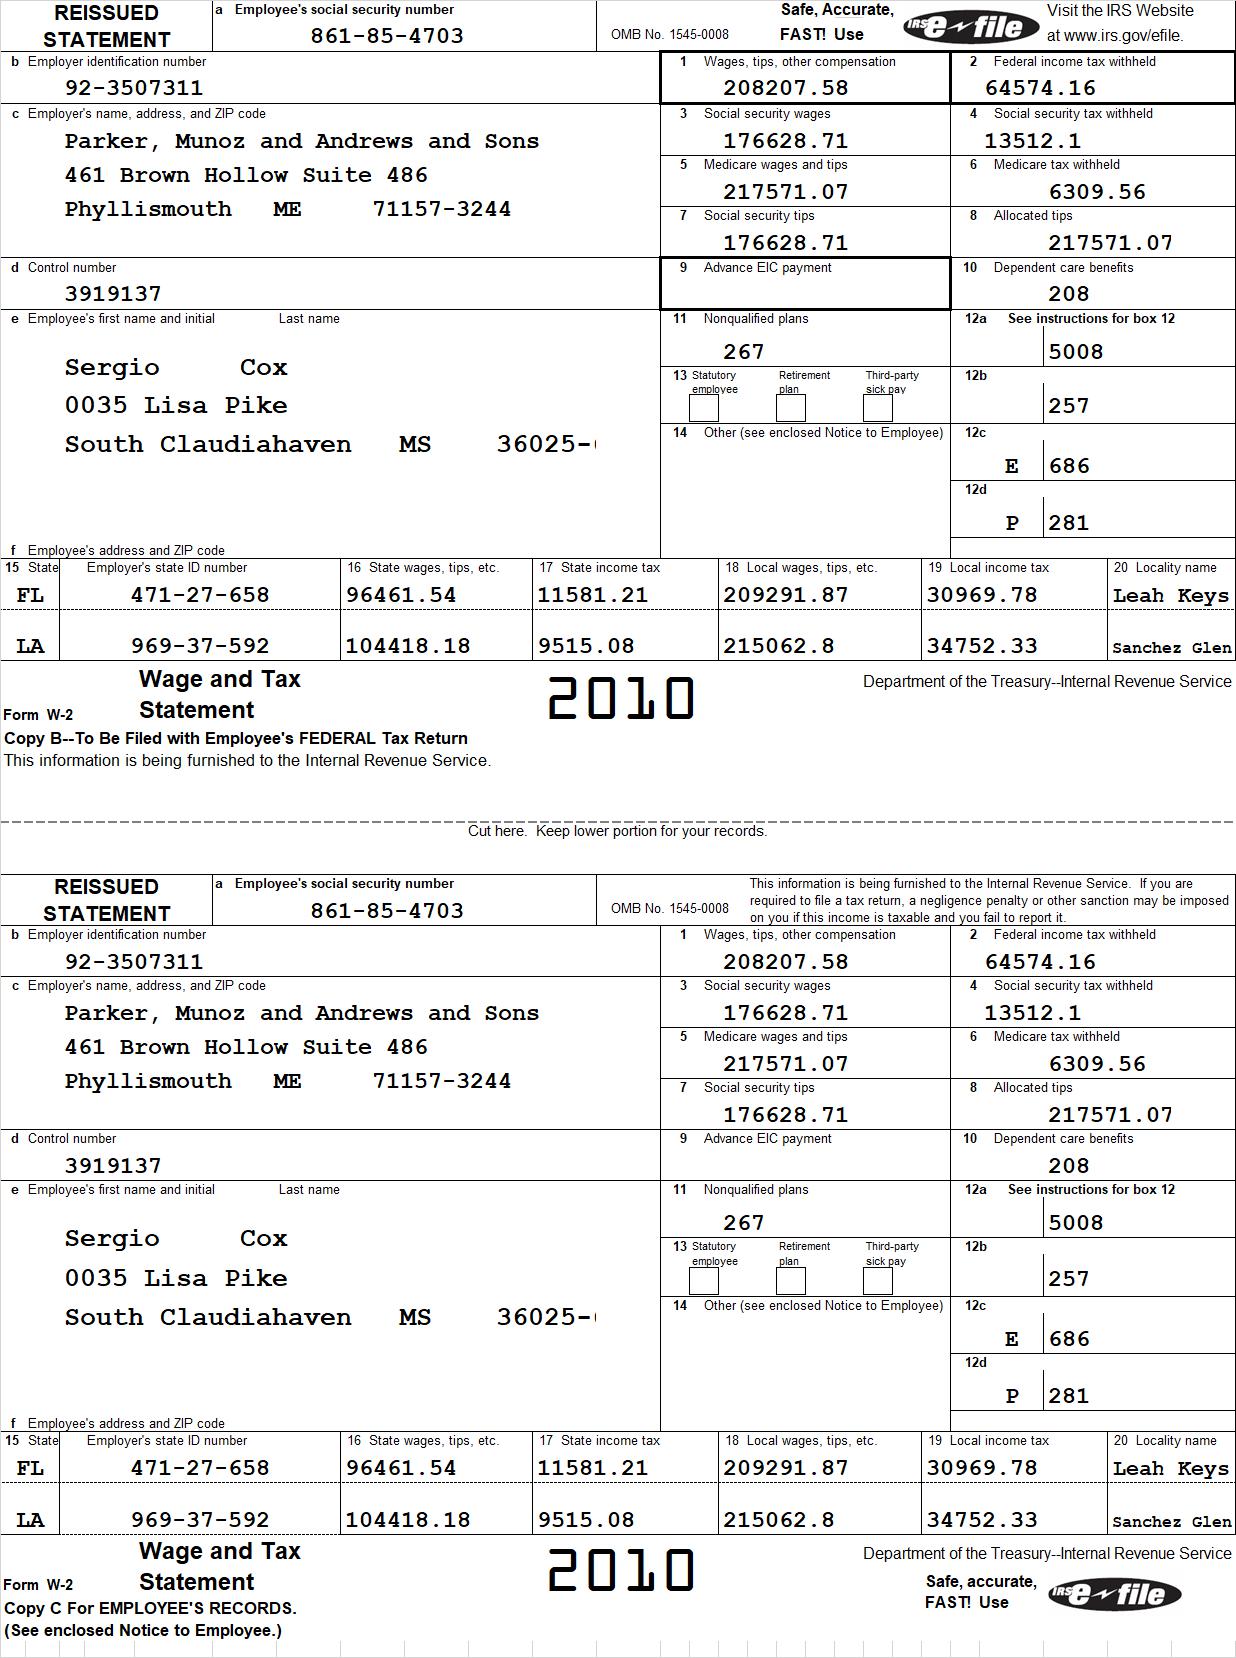 REISSUED STATEMENT
a Employee's social security number
861-85-4703
OMB No. 1545-0008
Safe, Accurate,
FAST! Use
IRS e-file
Visit the IRS Website
at www.irs.gov/efile.
b Employer identification number
92-3507311
1 Wages, tips, other compensation
208207.58
2 Federal income tax withheld
64574.16
c Employer's name, address, and ZIP code
Parker, Munoz and Andrews and Sons
461 Brown Hollow Suite 486
Phyllismouth ME 71157-3244
3 Social security wages
176628.71
4 Social security tax withheld
13512.1
5 Medicare wages and tips
217571.07
6 Medicare tax withheld
6309.56
7 Social security tips
176628.71
8 Allocated tips
217571.07
d Control number
3919137
9 Advance EIC payment
10 Dependent care benefits
208
e Employee's first name and initial Last name
Sergio Cox
0035 Lisa Pike
South Claudiahaven MS 36025-
f Employee's address and ZIP code
11 Nonqualified plans
267
12a See instructions for box 12
5008
13 Statutory employee
Retirement plan
Third-party sick pay
12b
257
14 Other (see enclosed Notice to Employee)
12c
E 686
12d
P 281
15 State Employer's state ID number
16 State wages, tips, etc.
17 State income tax
18 Local wages, tips, etc.
19 Local income tax
20 Locality name
FL 471-27-658 96461.54 11581.21 209291.87 30969.78 Leah Keys
LA 969-37-592 104418.18 9515.08 215062.8 34752.33 Sanchez Glen
Form W-2
Wage and Tax
Statement
2010
Department of the Treasury--Internal Revenue Service
Copy B--To Be Filed with Employee's FEDERAL Tax Return
This information is being furnished to the Internal Revenue Service.
Cut here. Keep lower portion for your records.
REISSUED STATEMENT
a Employee's social security number
861-85-4703
OMB No. 1545-0008
This information is being furnished to the Internal Revenue Service. If you are
required to file a tax return, a negligence penalty or other sanction may be imposed
on you if this income is taxable and you fail to report it.
b Employer identification number
92-3507311
1 Wages, tips, other compensation
208207.58
2 Federal income tax withheld
64574.16
c Employer's name, address, and ZIP code
Parker, Munoz and Andrews and Sons
461 Brown Hollow Suite 486
Phyllismouth ME 71157-3244
3 Social security wages
176628.71
4 Social security tax withheld
13512.1
5 Medicare wages and tips
217571.07
6 Medicare tax withheld
6309.56
7 Social security tips
176628.71
8 Allocated tips
217571.07
d Control number
3919137
9 Advance EIC payment
10 Dependent care benefits
208
e Employee's first name and initial Last name
Sergio Cox
0035 Lisa Pike
South Claudiahaven MS 36025-
f Employee's address and ZIP code
11 Nonqualified plans
267
12a See instructions for box 12
5008
13 Statutory employee
Retirement plan
Third-party sick pay
12b
257
14 Other (see enclosed Notice to Employee)
12c
E 686
12d
P 281
15 State Employer's state ID number
16 State wages, tips, etc.
17 State income tax
18 Local wages, tips, etc.
19 Local income tax
20 Locality name
FL 471-27-658 96461.54 11581.21 209291.87 30969.78 Leah Keys
LA 969-37-592 104418.18 9515.08 215062.8 34752.33 Sanchez Glen
Form W-2
Wage and Tax
Statement
2010
Department of the Treasury--Internal Revenue Service
Safe, accurate,
FAST! Use
IRS e-file
Copy C For EMPLOYEE'S RECORDS.
(See enclosed Notice to Employee.)